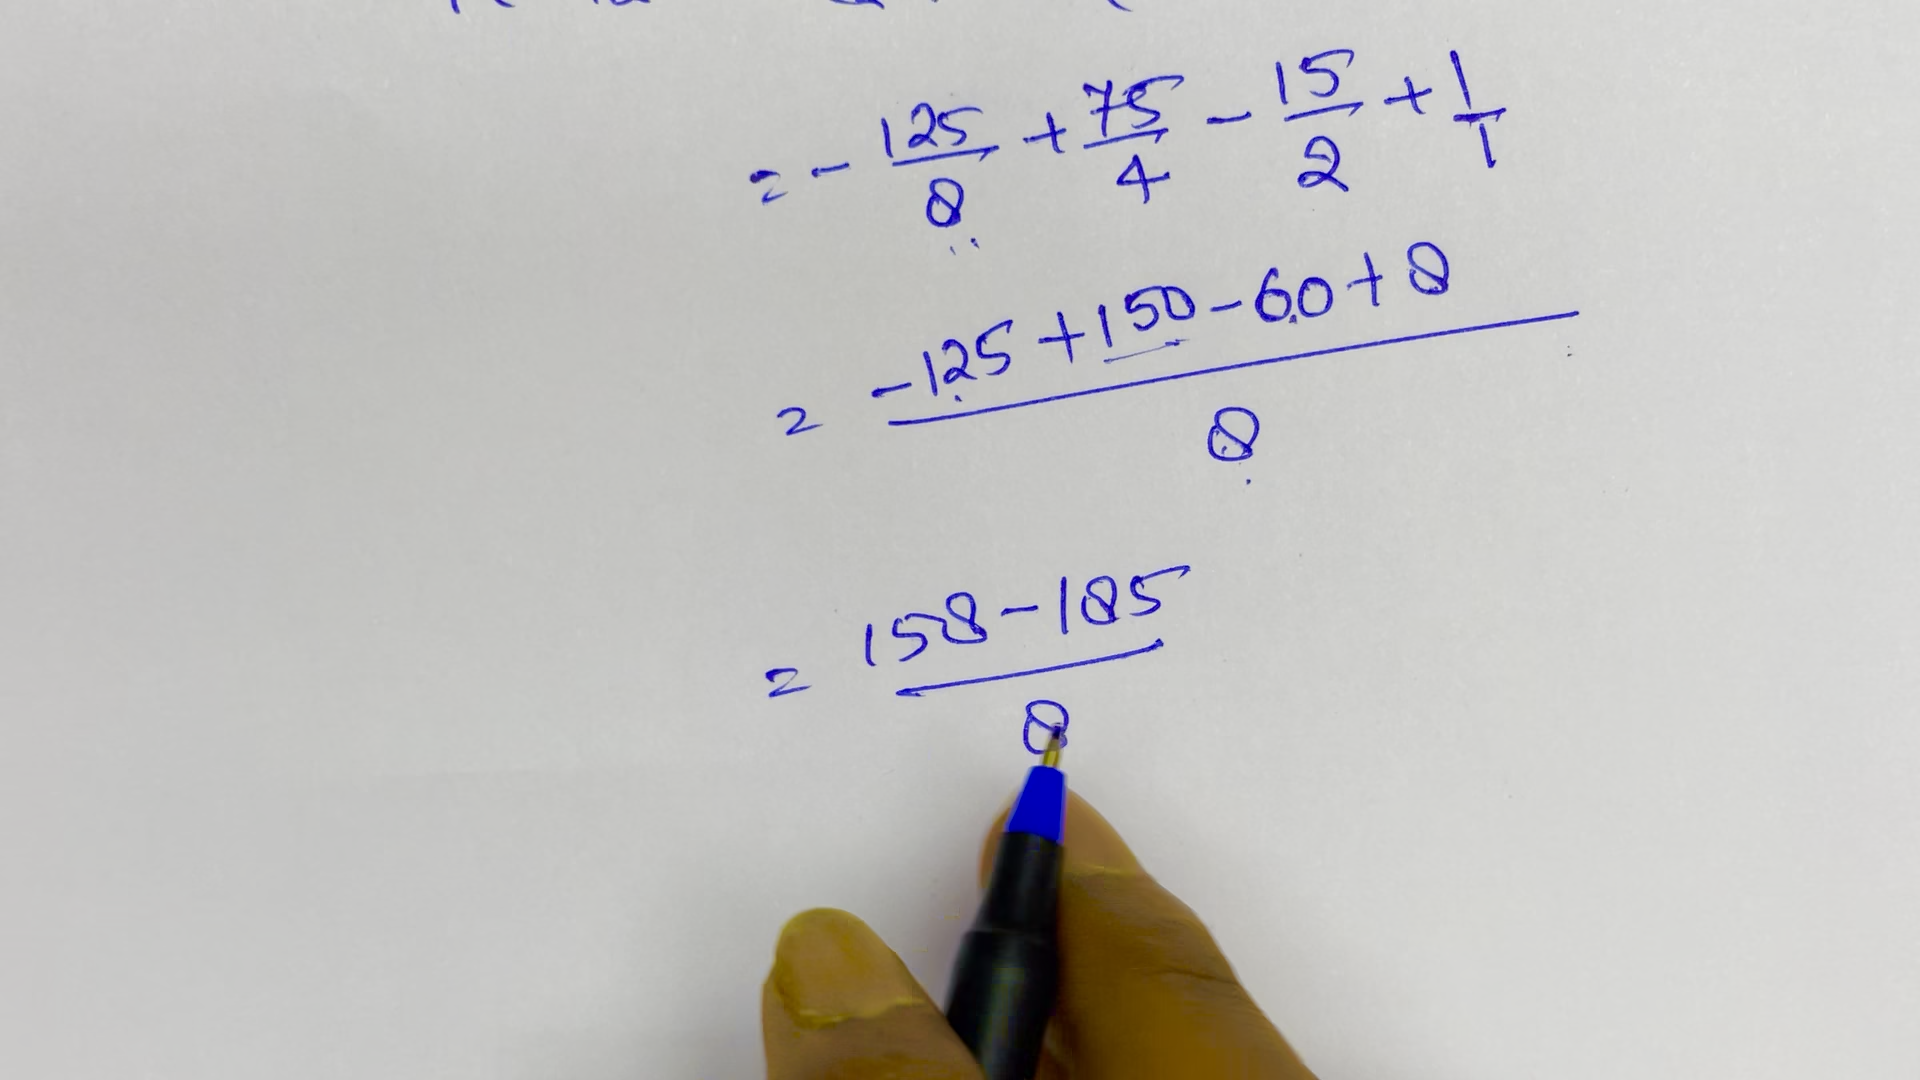 = - 125/8 + 75/4 - 15/2 + 1/1
= (-125 + 150 - 60 + 8)/8
= (158 - 185)/8